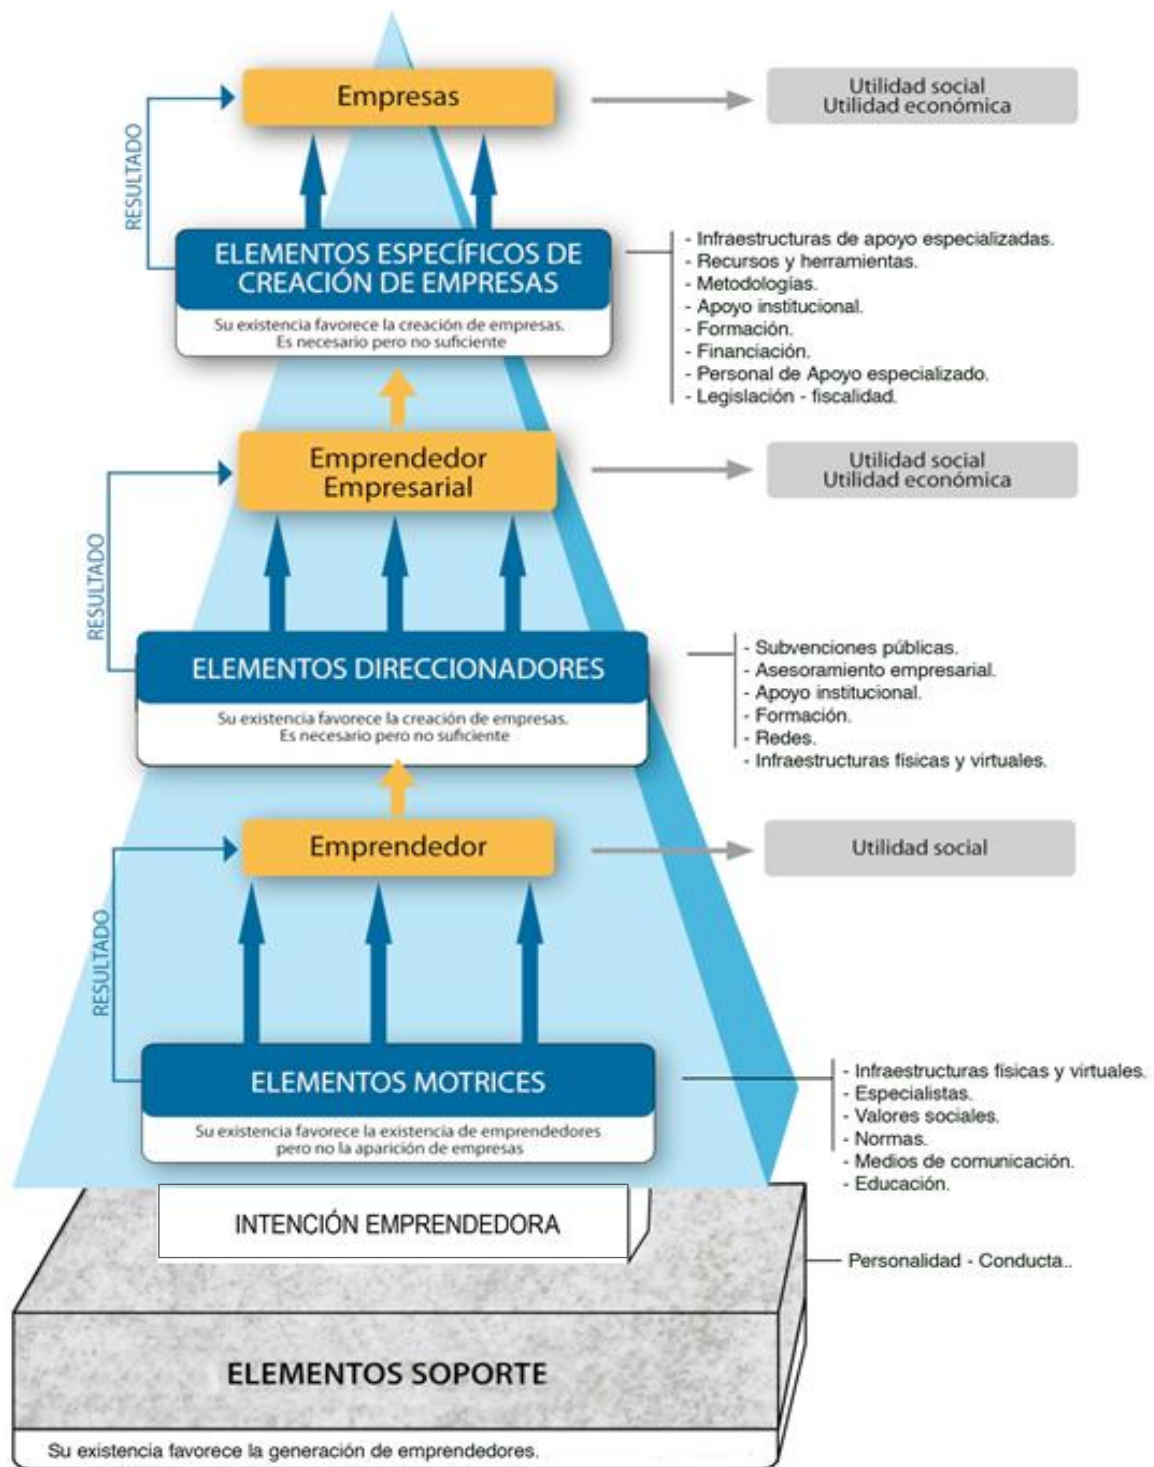 Empresas
Utilidad social
Utilidad económica
RESULTADO
ELEMENTOS ESPECÍFICOS DE
CREACIÓN DE EMPRESAS
Su existencia favorece la creación de empresas.
Es necesario pero no suficiente
- Infraestructuras de apoyo especializadas.
- Recursos y herramientas.
- Metodologías.
- Apoyo institucional.
- Formación.
- Financiación.
- Personal de Apoyo especializado.
- Legislación - fiscalidad.
Emprendedor
Empresarial
Utilidad social
Utilidad económica
RESULTADO
ELEMENTOS DIRECCIONADORES
Su existencia favorece la creación de empresas.
Es necesario pero no suficiente
- Subvenciones públicas.
- Asesoramiento empresarial.
- Apoyo institucional.
- Formación.
- Redes.
- Infraestructuras físicas y virtuales.
Emprendedor
Utilidad social
RESULTADO
ELEMENTOS MOTRICES
Su existencia favorece la existencia de emprendedores
pero no la aparición de empresas
- Infraestructuras físicas y virtuales.
- Especialistas.
- Valores sociales.
- Normas.
- Medios de comunicación.
- Educación.
INTENCIÓN EMPRENDEDORA
Personalidad - Conducta..
ELEMENTOS SOPORTE
Su existencia favorece la generación de emprendedores.